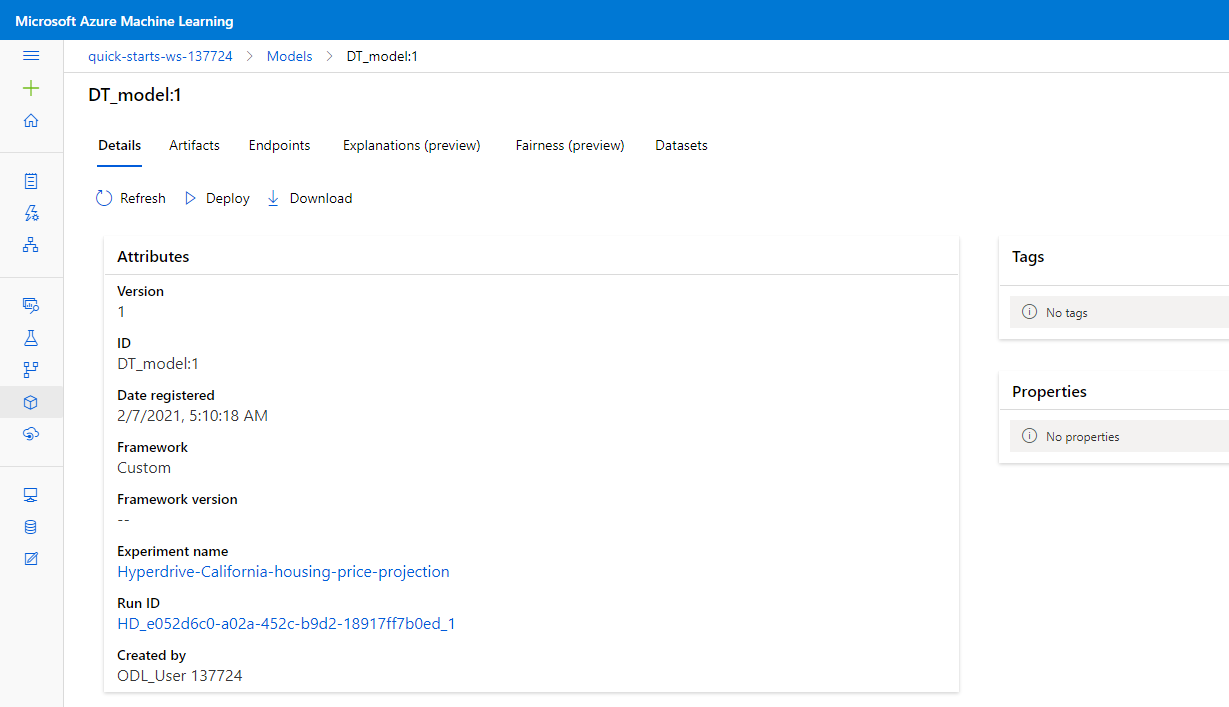 Microsoft Azure Machine Learning
quick-starts-ws-137724 > Models > DT_model:1
DT_model:1
Details Artifacts Endpoints Explanations (preview) Fairness (preview) Datasets
Refresh Deploy Download
Attributes
Version
1
ID
DT_model:1
Date registered
2/7/2021, 5:10:18 AM
Framework
Custom
Framework version
--
Experiment name
Hyperdrive-California-housing-price-projection
Run ID
HD_e052d6c0-a02a-452c-b9d2-18917ff7b0ed_1
Created by
ODL_User 137724
Tags
No tags
Properties
No properties